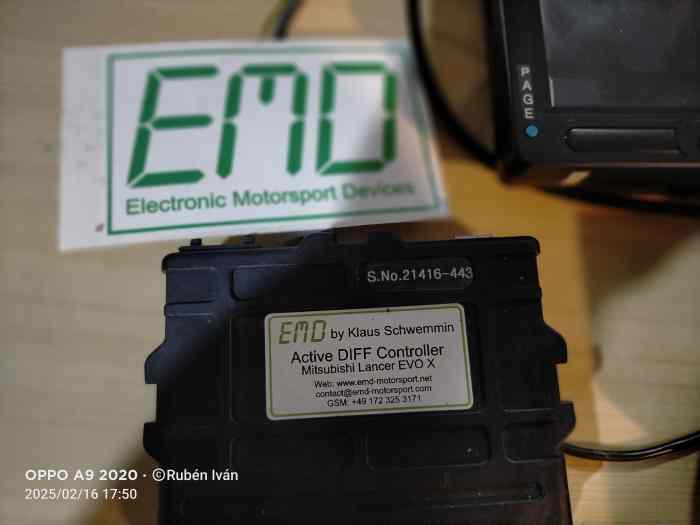 PAGE
EMD
Electronic Motorsport Devices
S.No.21416-443
EMD by Klaus Schwemmin
Active DIFF Controller
Mitsubishi Lancer EVO X
Web: www.emd-motorsport.net
contact@emd-motorsport.com
GSM: +49 172 325 3171
OPPO A9 2020 · ©Rubén Iván
2025/02/16 17:50